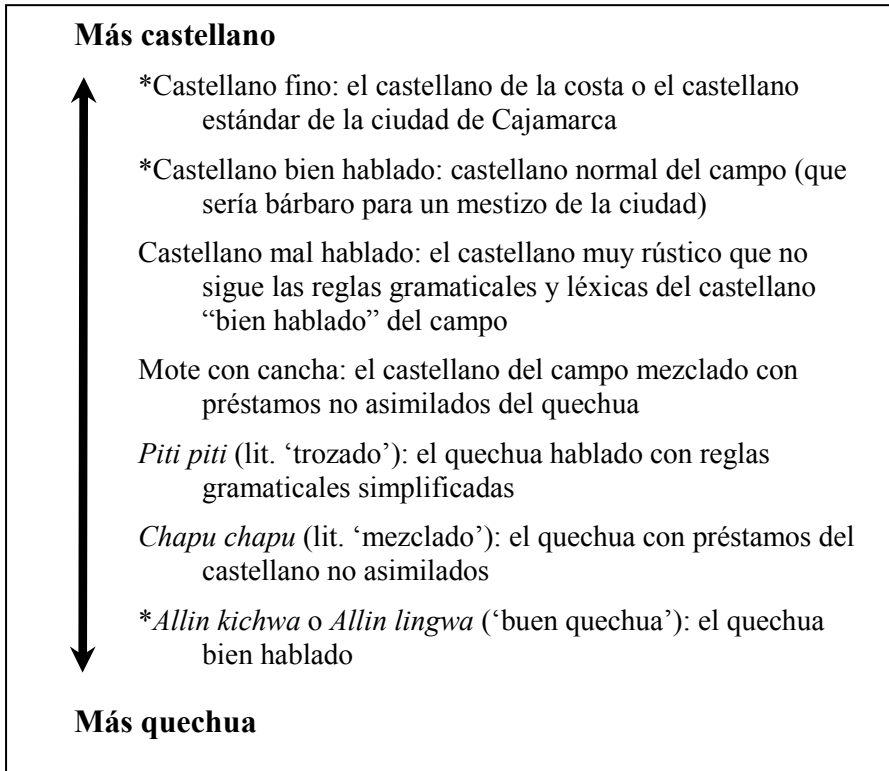 Más castellano
*Castellano fino: el castellano de la costa o el castellano
estándar de la ciudad de Cajamarca
*Castellano bien hablado: castellano normal del campo (que
sería bárbaro para un mestizo de la ciudad)
Castellano mal hablado: el castellano muy rústico que no
sigue las reglas gramaticales y léxicas del castellano
“bien hablado” del campo
Mote con cancha: el castellano del campo mezclado con
préstamos no asimilados del quechua
Piti piti (lit. ‘trozado’): el quechua hablado con reglas
gramaticales simplificadas
Chapu chapu (lit. ‘mezclado’): el quechua con préstamos del
castellano no asimilados
*Allin kichwa o Allin lingwa (‘buen quechua’): el quechua
bien hablado
Más quechua